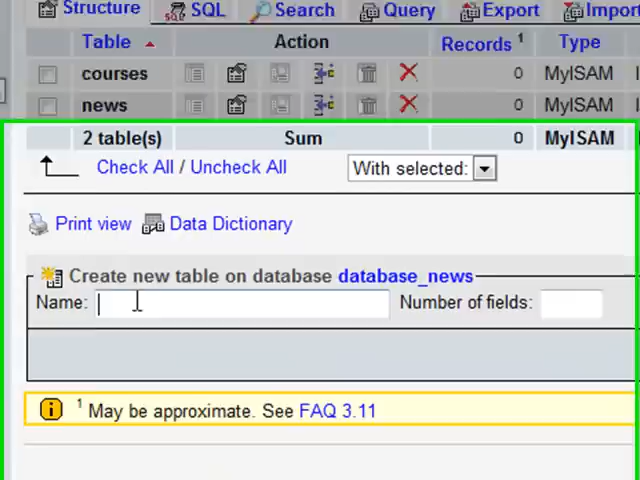 Structure SQL Search Query Export Import
Table Action Records 1 Type
courses 0 MyISAM
news 0 MyISAM
2 table(s) Sum 0 MyISAM
Check All / Uncheck All With selected:
Print view Data Dictionary
Create new table on database database_news
Name: Number of fields:
1 May be approximate. See FAQ 3.11